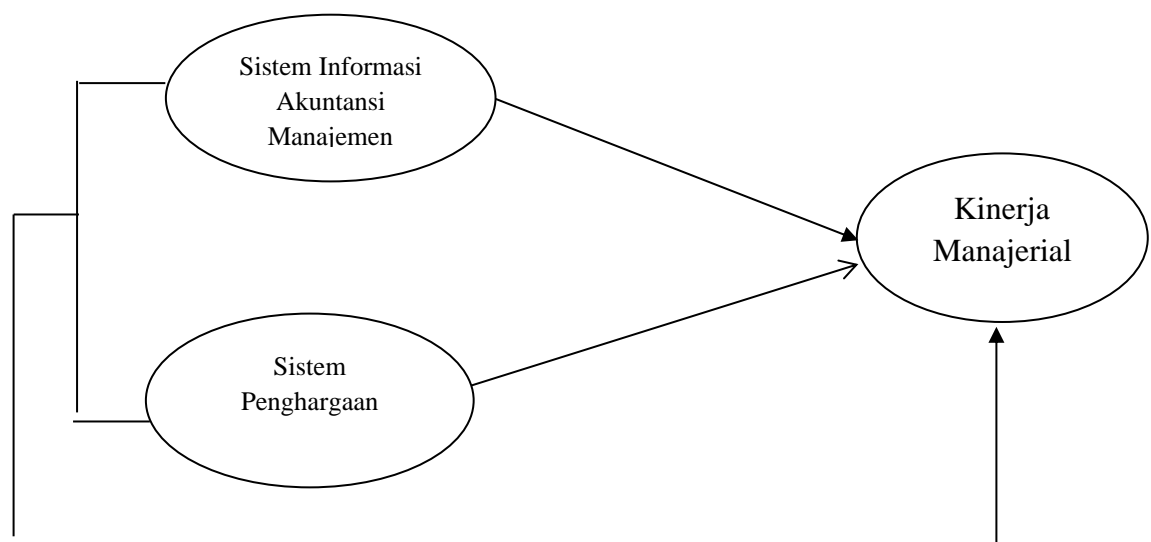 Sistem Informasi
Akuntansi
Manajemen
Kinerja
Manajerial
Sistem
Penghargaan